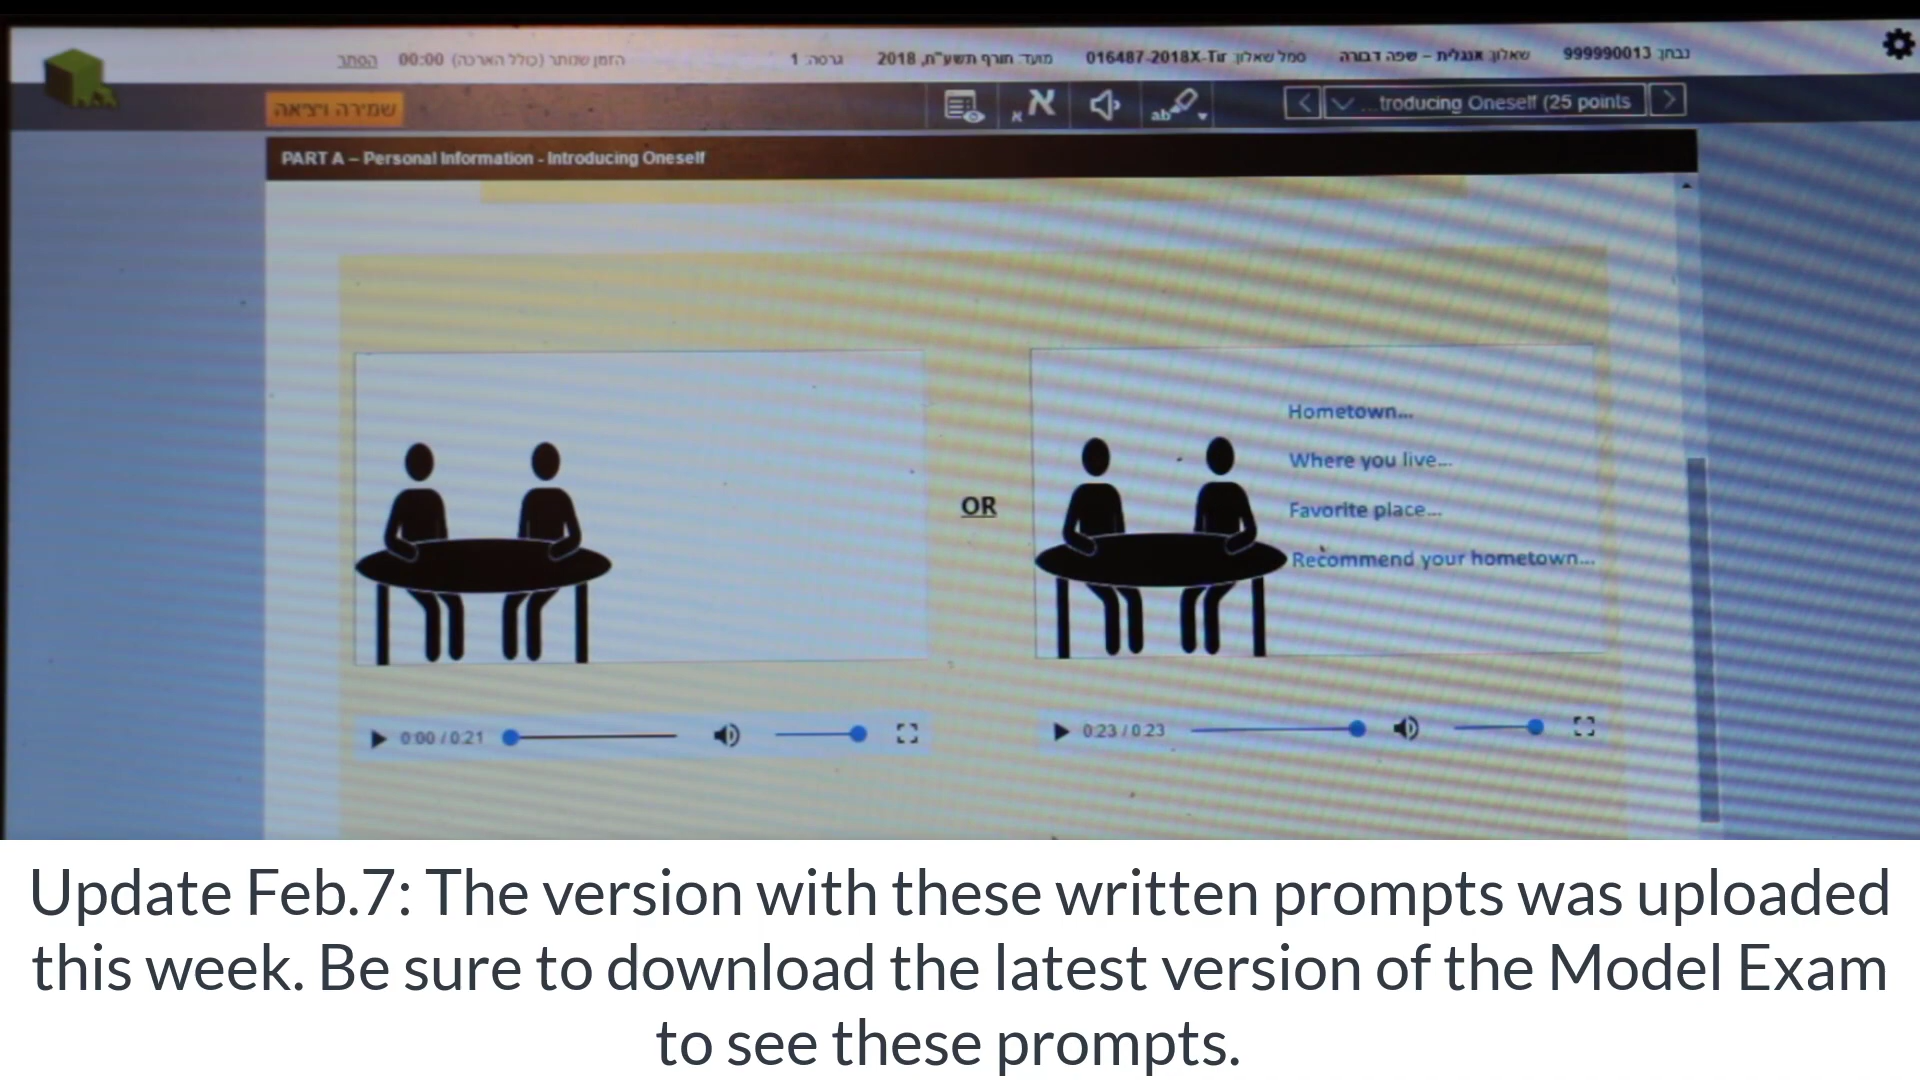 נבחן: 999990013 שאלון: אנגלית – שפה דבורה סמל שאלון: 016487-2018X-Tir מועד: חורף תשע"ח, 2018 גרסה: 1 הזמן שנותר (כולל הארכה) 00:00 הסתר
...troducing Oneself (25 points
ab
א א
שמירה ויציאה
PART A – Personal Information - Introducing Oneself
Hometown...
Where you live...
OR
Favorite place...
Recommend your hometown...
0:00 / 0:21
0:23 / 0:23
Update Feb.7: The version with these written prompts was uploaded
this week. Be sure to download the latest version of the Model Exam
to see these prompts.